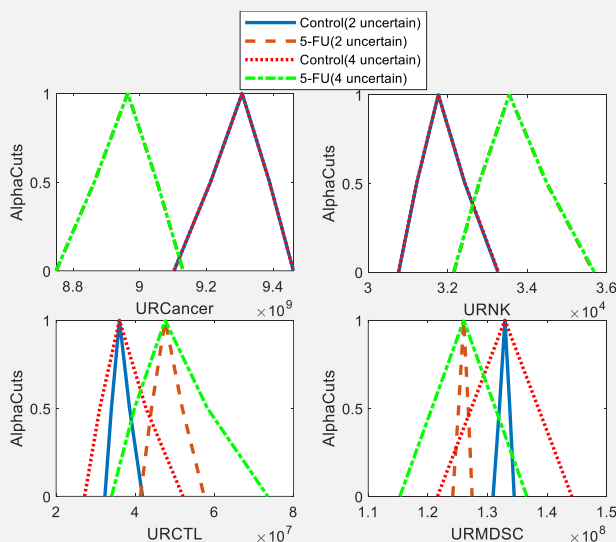 Control(2 uncertain)
5-FU(2 uncertain)
Control(4 uncertain)
5-FU(4 uncertain)
1
0.5
0
AlphaCuts
8.8 9 9.2 9.4
URCancer
×10^9
1
0.5
0
AlphaCuts
3 3.2 3.4 3.6
URNK
×10^4
1
0.5
0
AlphaCuts
2 4 6 8
URCTL
×10^7
1
0.5
0
AlphaCuts
1.1 1.2 1.3 1.4 1.5
URMDSC
×10^8